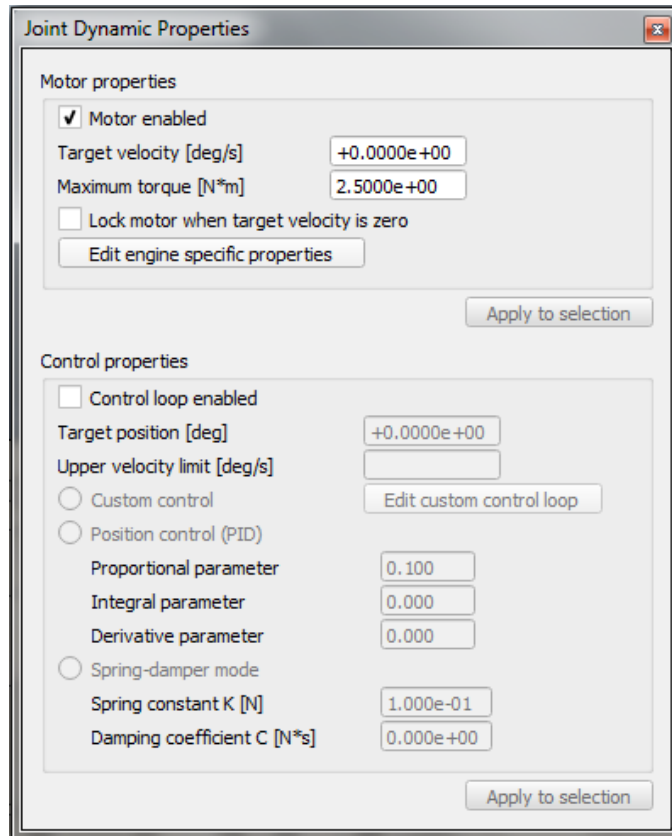 Joint Dynamic Properties
Motor properties
Motor enabled
Target velocity [deg/s] +0.0000e+00
Maximum torque [N*m] 2.5000e+00
Lock motor when target velocity is zero
Edit engine specific properties
Apply to selection
Control properties
Control loop enabled
Target position [deg] +0.0000e+00
Upper velocity limit [deg/s]
Custom control Edit custom control loop
Position control (PID)
Proportional parameter 0.100
Integral parameter 0.000
Derivative parameter 0.000
Spring-damper mode
Spring constant K [N] 1.000e-01
Damping coefficient C [N*s] 0.000e+00
Apply to selection